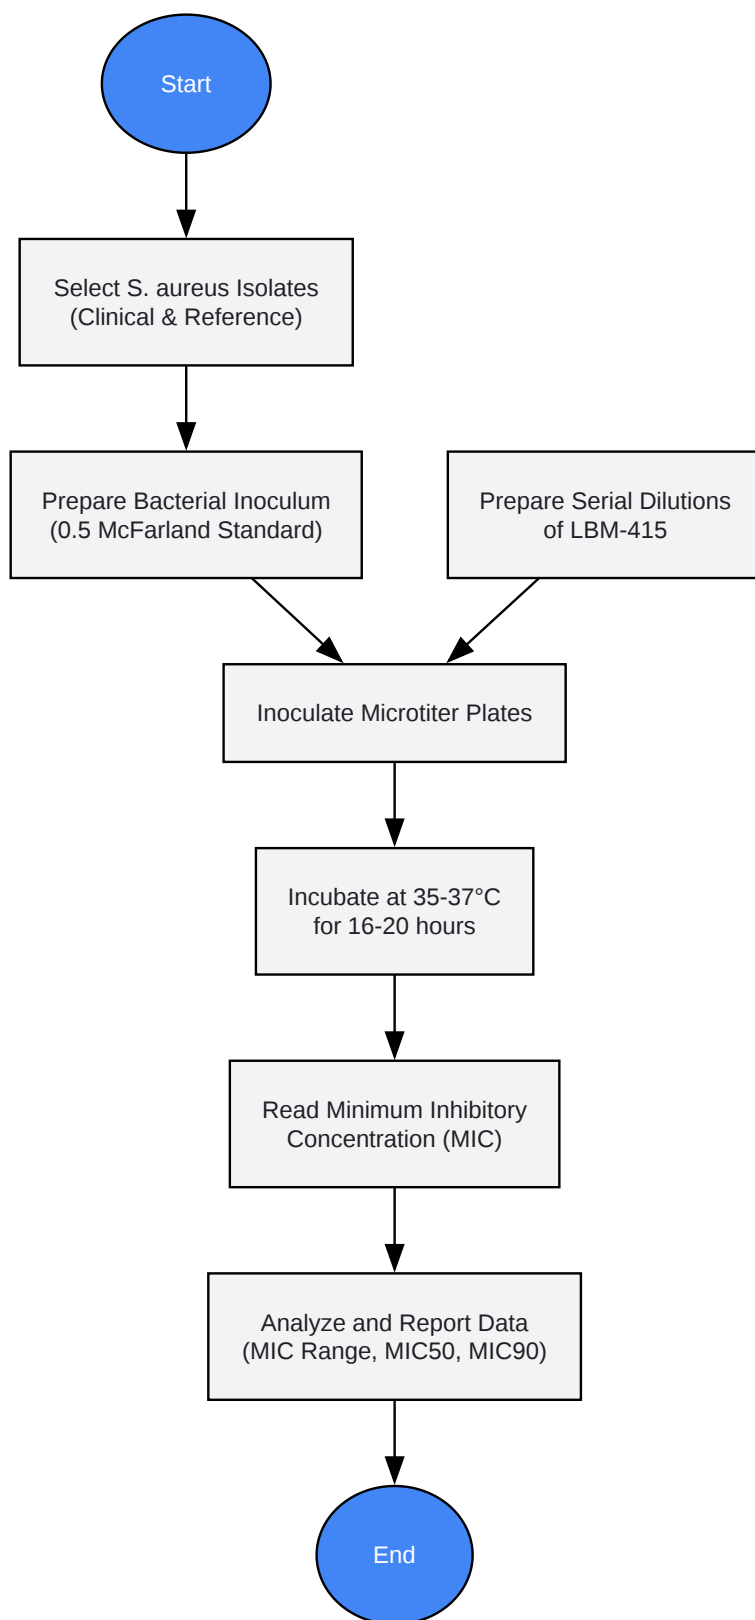 Start
Select S. aureus Isolates
(Clinical & Reference)
Prepare Bacterial Inoculum
(0.5 McFarland Standard)
Prepare Serial Dilutions
of LBM-415
Inoculate Microtiter Plates
Incubate at 35-37°C
for 16-20 hours
Read Minimum Inhibitory
Concentration (MIC)
Analyze and Report Data
(MIC Range, MIC50, MIC90)
End